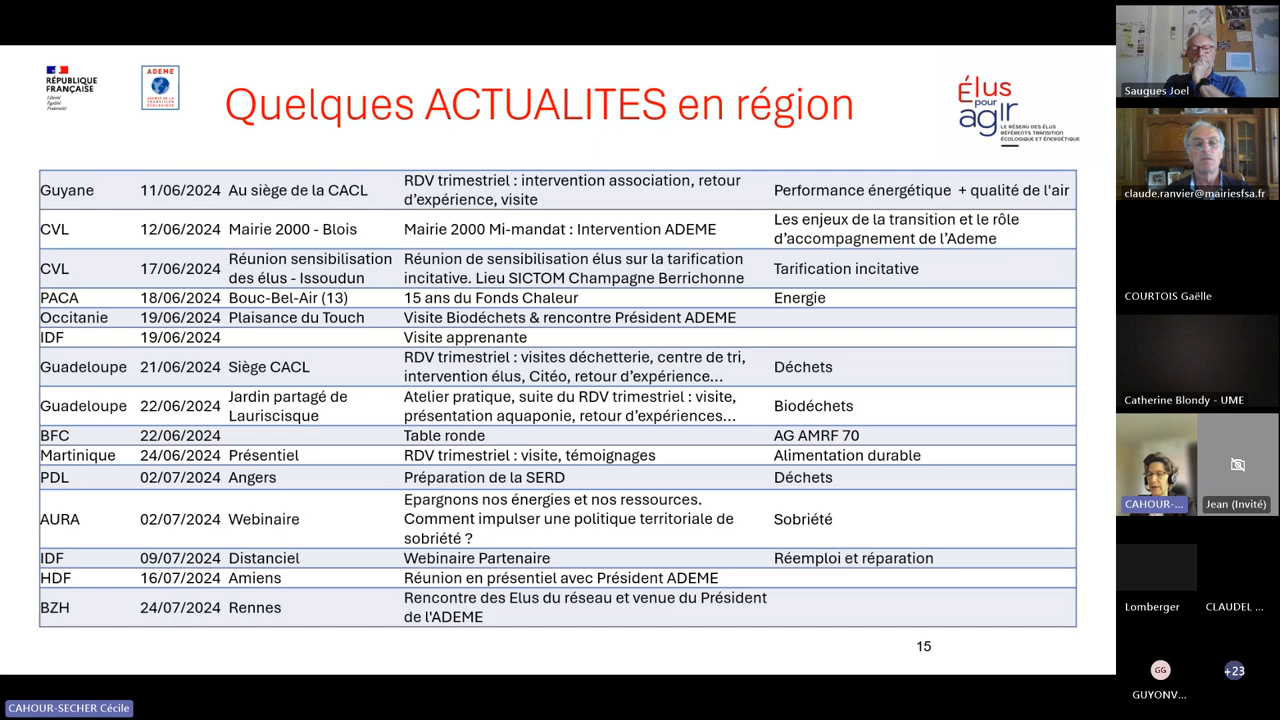 RÉPUBLIQUE
FRANÇAISE
Liberté
Égalité
Fraternité
ADEME
AGENCE DE LA
TRANSITION
ÉCOLOGIQUE
Quelques ACTUALITES en région
Élus
pour
agir
LE RÉSEAU DES ÉLUS
RÉFÉRENTS TRANSITION
ÉCOLOGIQUE ET ÉNERGÉTIQUE
Guyane 11/06/2024 Au siège de la CACL RDV trimestriel : intervention association, retour
d’expérience, visite Performance énergétique + qualité de l'air
CVL 12/06/2024 Mairie 2000 - Blois Mairie 2000 Mi-mandat : Intervention ADEME Les enjeux de la transition et le rôle
d’accompagnement de l’Ademe
CVL 17/06/2024 Réunion sensibilisation Réunion de sensibilisation élus sur la tarification
des élus - Issoudun incitative. Lieu SICTOM Champagne Berrichonne Tarification incitative
PACA 18/06/2024 Bouc-Bel-Air (13) 15 ans du Fonds Chaleur Energie
Occitanie 19/06/2024 Plaisance du Touch Visite Biodéchets & rencontre Président ADEME
IDF 19/06/2024 Visite apprenante
Guadeloupe 21/06/2024 Siège CACL RDV trimestriel : visites déchetterie, centre de tri,
intervention élus, Citéo, retour d’expérience... Déchets
Guadeloupe 22/06/2024 Jardin partagé de Atelier pratique, suite du RDV trimestriel : visite,
Lauriscisque présentation aquaponie, retour d’expériences... Biodéchets
BFC 22/06/2024 Table ronde AG AMRF 70
Martinique 24/06/2024 Présentiel RDV trimestriel : visite, témoignages Alimentation durable
PDL 02/07/2024 Angers Préparation de la SERD Déchets
AURA 02/07/2024 Webinaire Epargnons nos énergies et nos ressources.
Comment impulser une politique territoriale de
sobriété ? Sobriété
IDF 09/07/2024 Distanciel Webinaire Partenaire Réemploi et réparation
HDF 16/07/2024 Amiens Réunion en présentiel avec Président ADEME
BZH 24/07/2024 Rennes Rencontre des Elus du réseau et venue du Président
de l'ADEME
15
CAHOUR-SECHER Cécile
Saugues Joel
claude.ranvier@mairiesfsa.fr
COURTOIS Gaëlle
Catherine Blondy - UME
CAHOUR-...
Jean (Invité)
Lomberger
CLAUDEL ...
GG
GUYONV...
+23